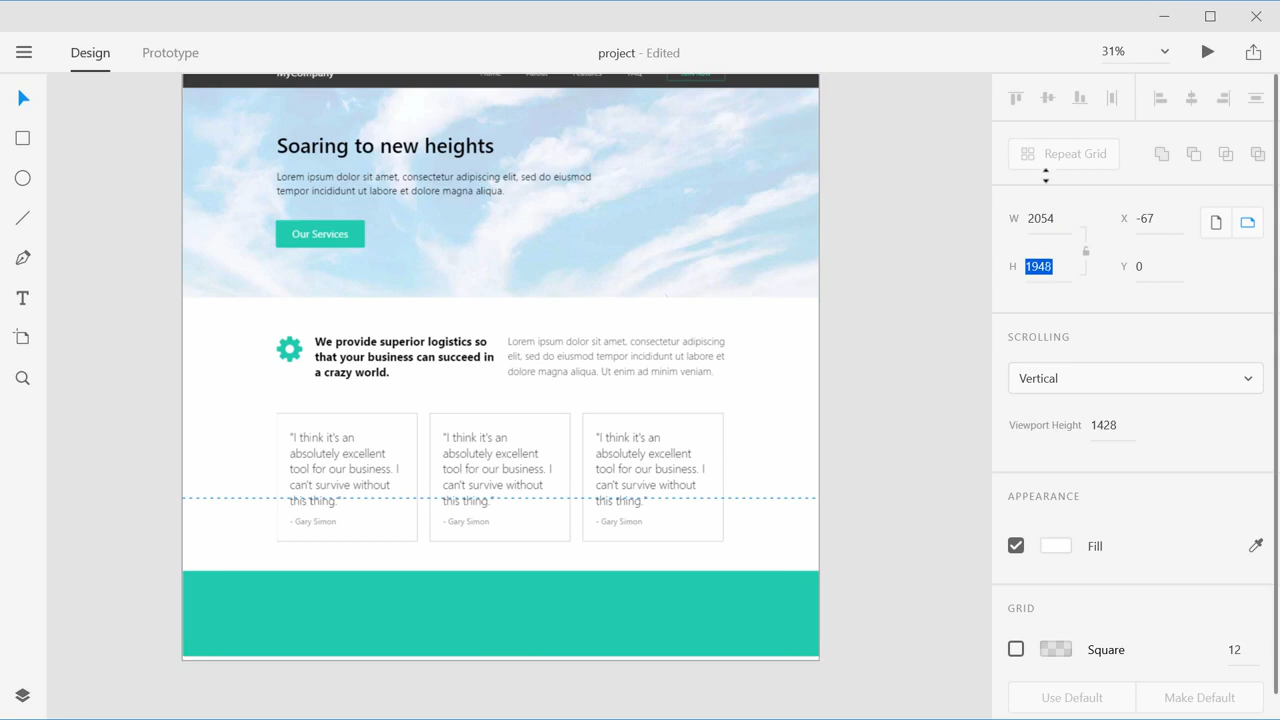 Design Prototype project - Edited 31%
MyCompany Home About Features FAQ
Soaring to new heights
Lorem ipsum dolor sit amet, consectetur adipiscing elit, sed do eiusmod
tempor incididunt ut labore et dolore magna aliqua.
Our Services
We provide superior logistics so
that your business can succeed in
a crazy world.
Lorem ipsum dolor sit amet, consectetur adipiscing
elit, sed do eiusmod tempor incididunt ut labore et
dolore magna aliqua. Ut enim ad minim veniam.
"I think it's an
absolutely excellent
tool for our business. I
can't survive without
this thing."
- Gary Simon
"I think it's an
absolutely excellent
tool for our business. I
can't survive without
this thing."
- Gary Simon
"I think it's an
absolutely excellent
tool for our business. I
can't survive without
this thing."
- Gary Simon
Repeat Grid
W 2054 X -67
H 1948 Y 0
SCROLLING
Vertical
Viewport Height 1428
APPEARANCE
Fill
GRID
Square 12
Use Default Make Default